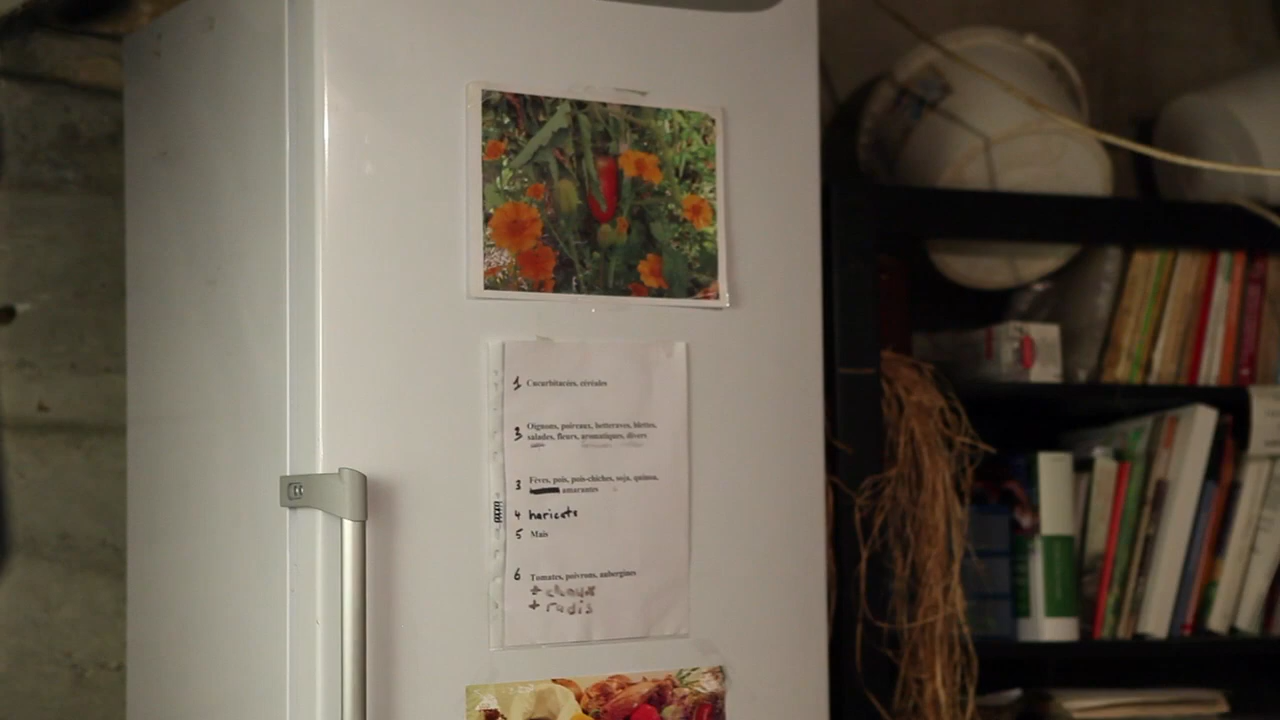 1 Cucurbitacées, céréales
3 Oignons, poireaux, betteraves, blettes,
salades, fleurs, aromatiques, divers
3 Fèves, pois, pois-chiches, soja, quinoa,
amarantes
4 haricots
5 Maïs
6 Tomates, poivrons, aubergines
+ choux
+ radis